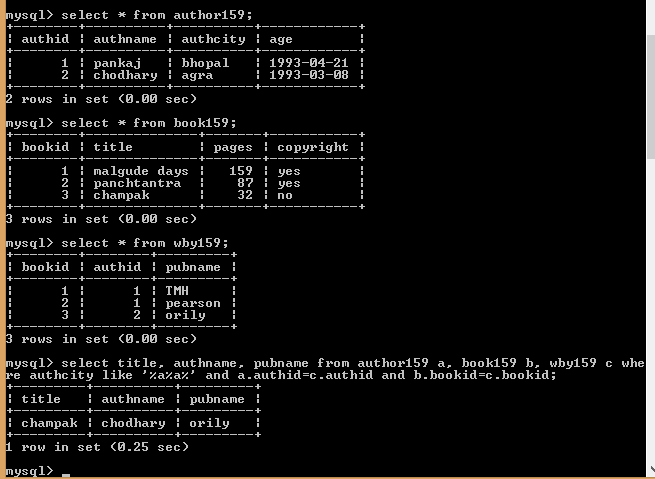 mysql> select * from author159;
+--------+----------+----------+------------+
| authid | authname | authcity | age        |
+--------+----------+----------+------------+
|      1 | pankaj   | bhopal   | 1993-04-21 |
|      2 | chodhary | agra     | 1993-03-08 |
+--------+----------+----------+------------+
2 rows in set (0.00 sec)
mysql> select * from book159;
+--------+--------------+-------+-----------+
| bookid | title        | pages | copyright |
+--------+--------------+-------+-----------+
|      1 | malgude days |   159 | yes       |
|      2 | panchtantra  |    87 | yes       |
|      3 | champak      |    32 | no        |
+--------+--------------+-------+-----------+
3 rows in set (0.00 sec)
mysql> select * from wby159;
+--------+--------+---------+
| bookid | authid | pubname |
+--------+--------+---------+
|      1 |      1 | TMH     |
|      2 |      1 | pearson |
|      3 |      2 | orily   |
+--------+--------+---------+
3 rows in set (0.00 sec)
mysql> select title, authname, pubname from author159 a, book159 b, wby159 c whe
re authcity like '%a%a%' and a.authid=c.authid and b.bookid=c.bookid;
+---------+----------+---------+
| title   | authname | pubname |
+---------+----------+---------+
| champak | chodhary | orily   |
+---------+----------+---------+
1 row in set (0.25 sec)
mysql> _